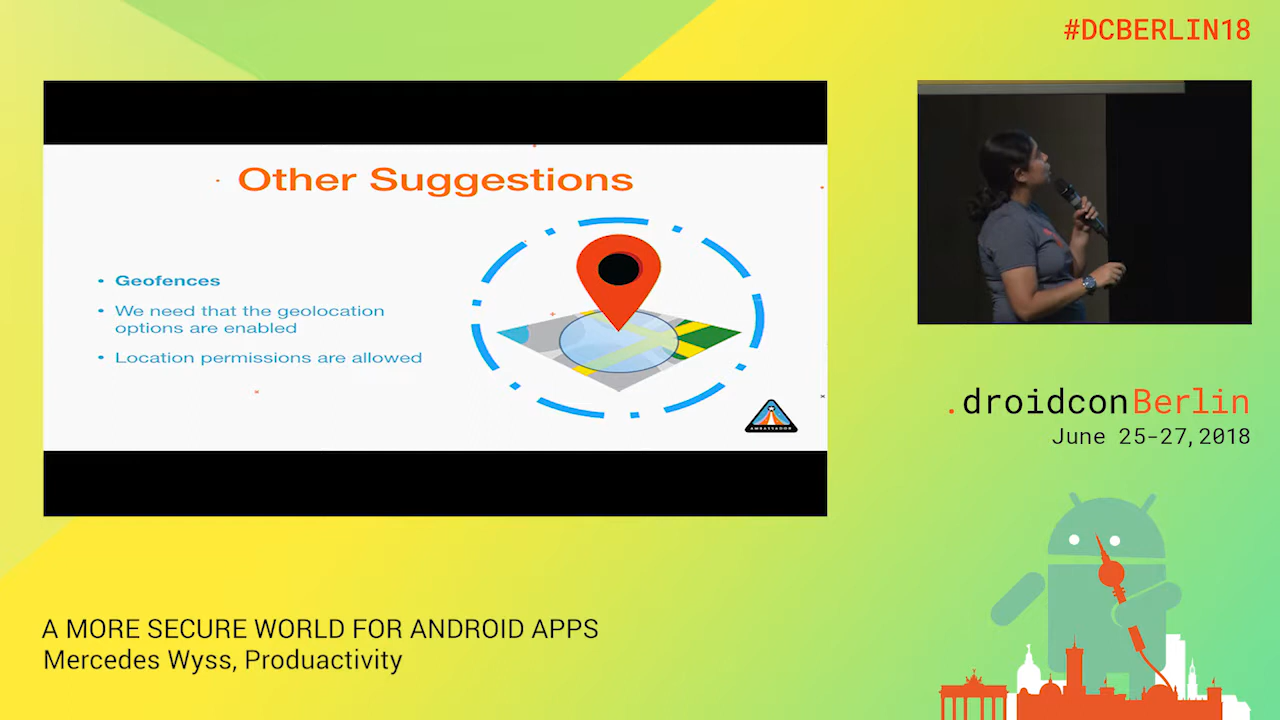 #DCBERLIN18
Other Suggestions
• Geofences
• We need that the geolocation
options are enabled
• Location permissions are allowed
.droidconBerlin
June 25-27, 2018
A MORE SECURE WORLD FOR ANDROID APPS
Mercedes Wyss, Produactivity